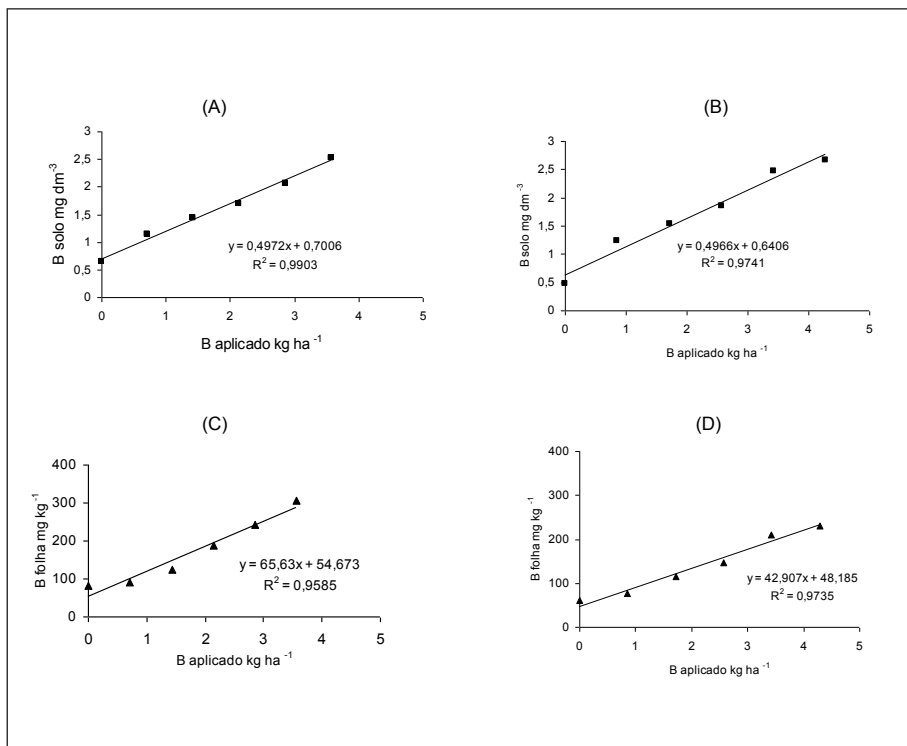 (A)
B solo mg dm⁻³
3
2,5
2
1,5
1
0,5
0
y = 0,4972x + 0,7006
R² = 0,9903
0 1 2 3 4 5
B aplicado kg ha ⁻¹
(B)
B solo mg dm ⁻³
3
2,5
2
1,5
1
0,5
0
y = 0,4966x + 0,6406
R² = 0,9741
0 1 2 3 4 5
B aplicado kg ha ⁻¹
(C)
B folha mg kg ⁻¹
400
300
200
100
0
y = 65,63x + 54,673
R² = 0,9585
0 1 2 3 4 5
B aplicado kg ha ⁻¹
(D)
B folha mg kg ⁻¹
400
300
200
100
0
y = 42,907x + 48,185
R² = 0,9735
0 1 2 3 4 5
B aplicado kg ha ⁻¹